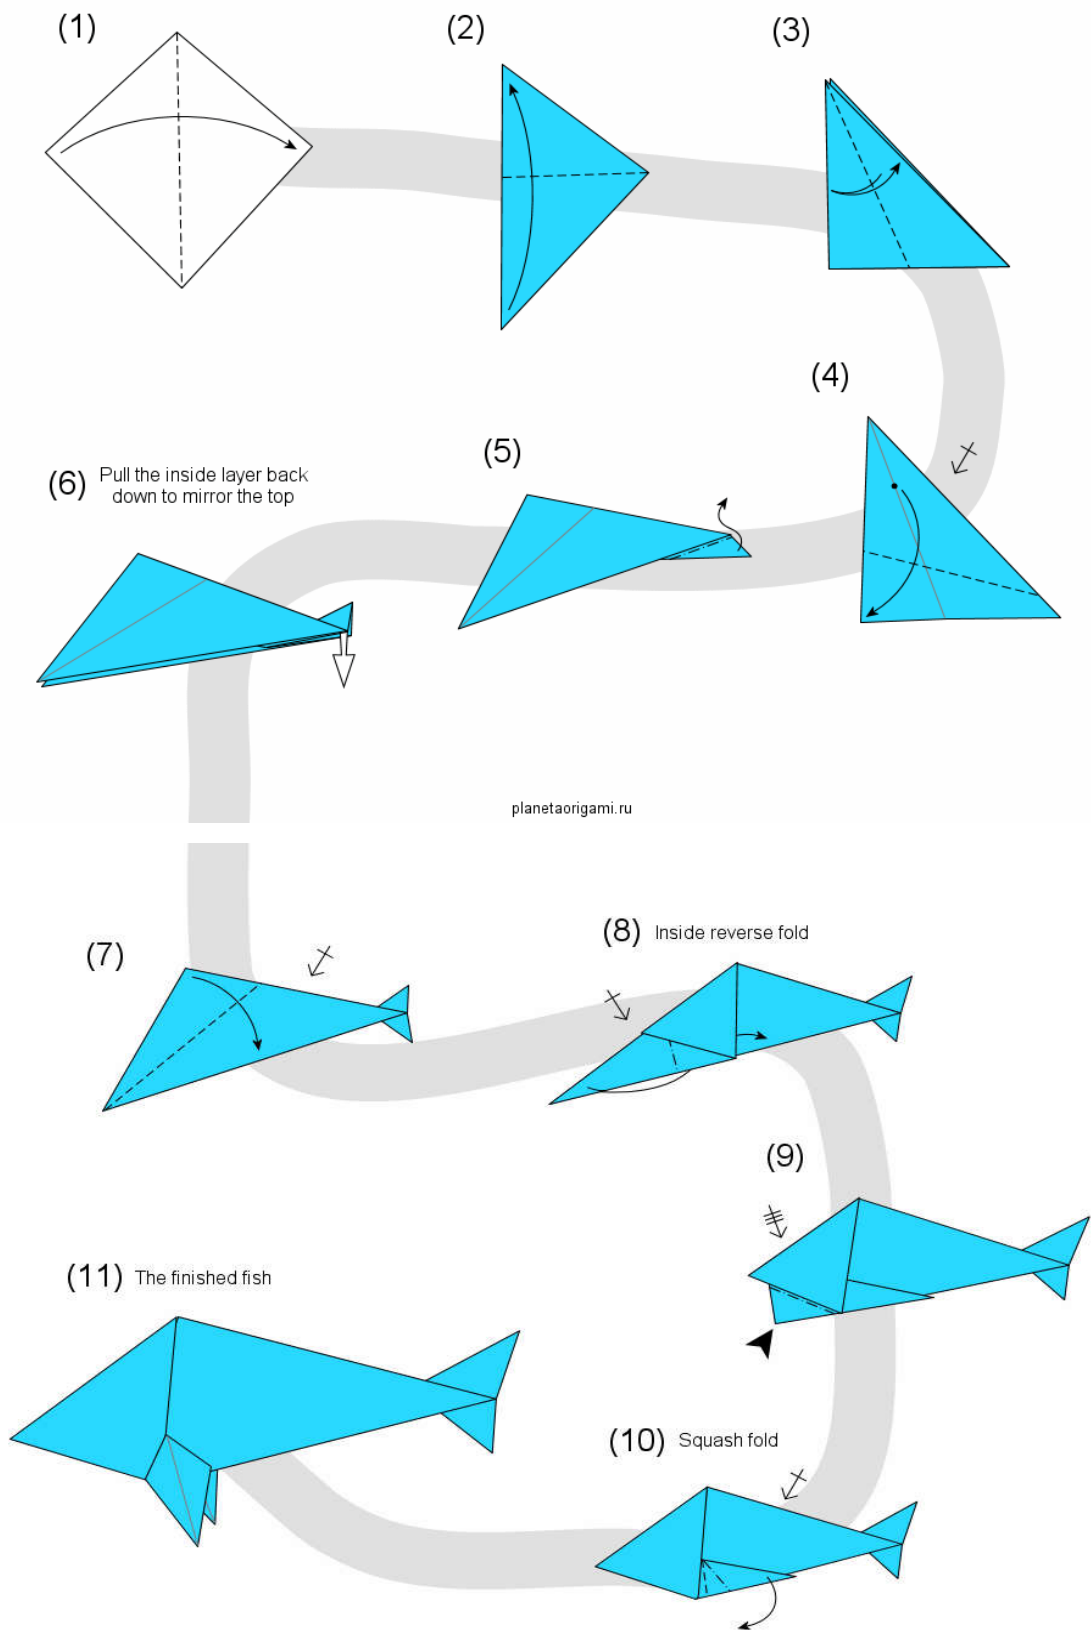 (1)
(2)
(3)
(4)
(5)
(6) Pull the inside layer back
down to mirror the top
planetaorigami.ru
(7)
(8) Inside reverse fold
(9)
(10) Squash fold
(11) The finished fish